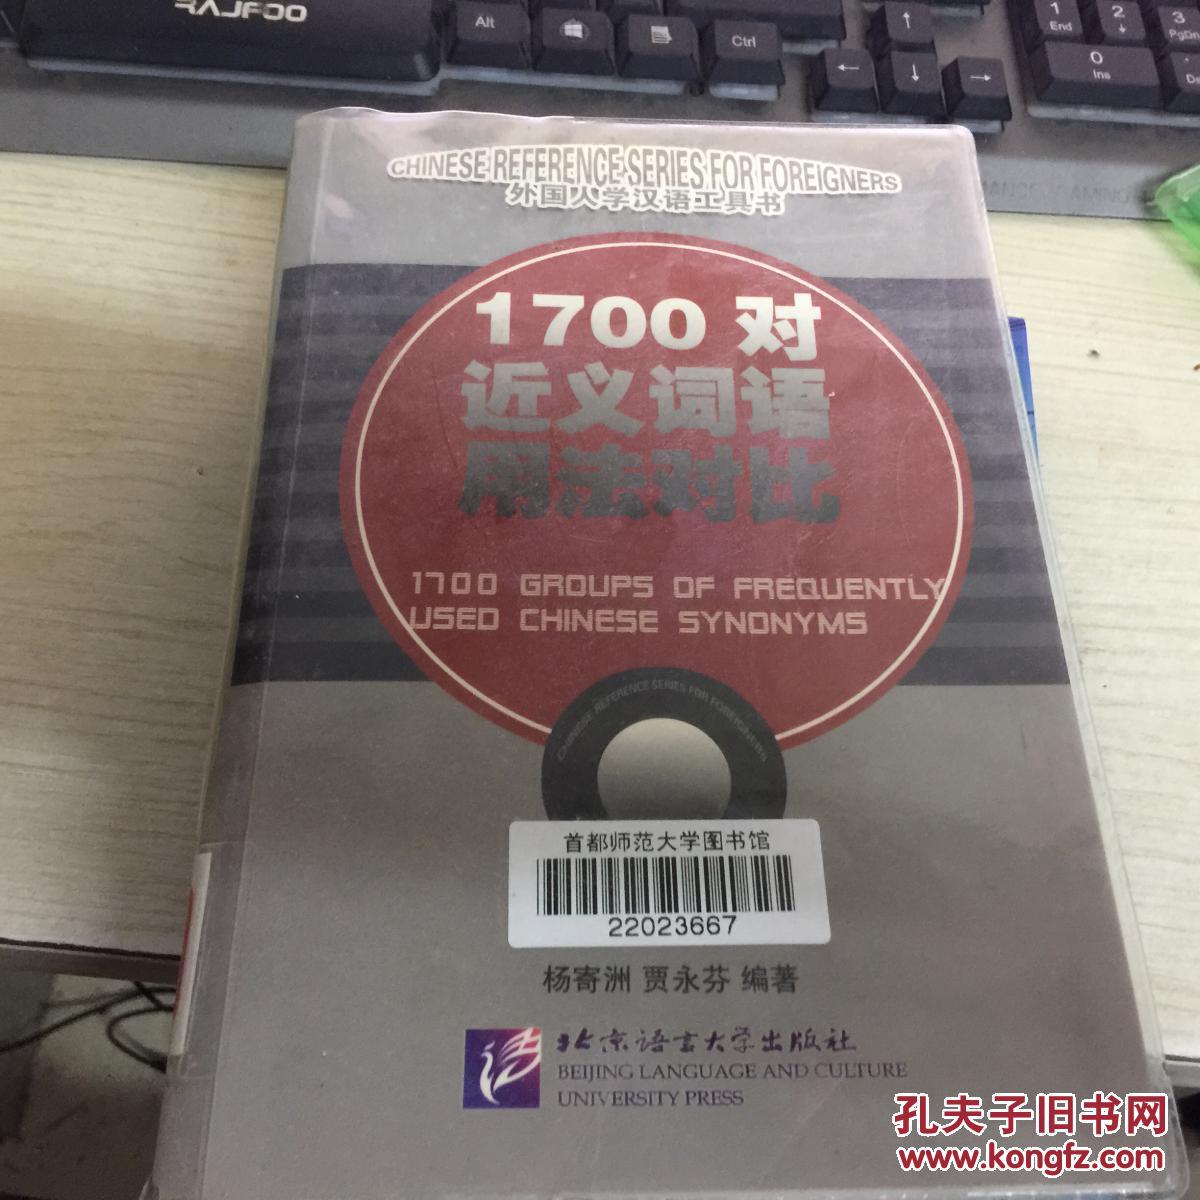 RAJFOO
Alt
Ctrl
↑
1 End
2 ↓
3 PgDn
←
↓
→
0 Ins
CHINESE REFERENCE SERIES FOR FOREIGNERS
外国人学汉语工具书
1700 对
近义词语
用法对比
1700 GROUPS OF FREQUENTLY
USED CHINESE SYNONYMS
CHINESE REFERENCE SERIES FOR FOREIGNERS
首都师范大学图书馆
22023667
杨寄洲 贾永芬 编著
北京语言大学出版社
BEIJING LANGUAGE AND CULTURE
UNIVERSITY PRESS
孔夫子旧书网
www.kongfz.com